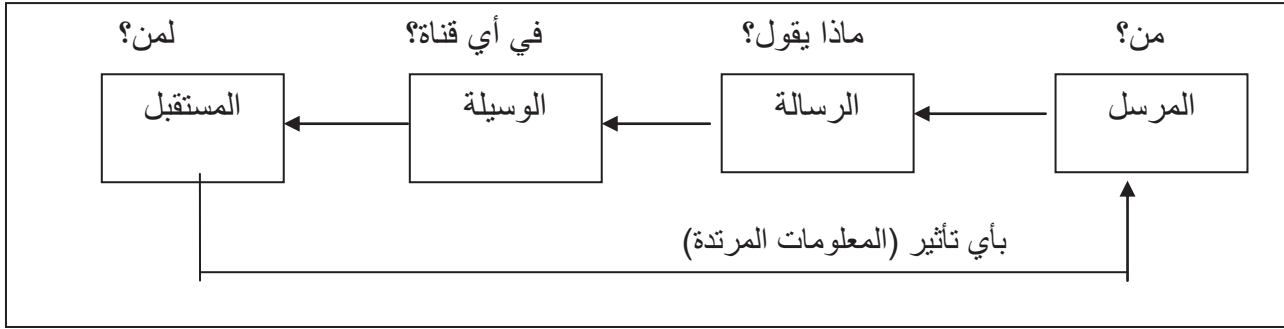 من؟ ماذا يقول؟ في أي قناة؟ لمن؟
المرسل الرسالة الوسيلة المستقبل
بأي تأثير (المعلومات المرتدة)